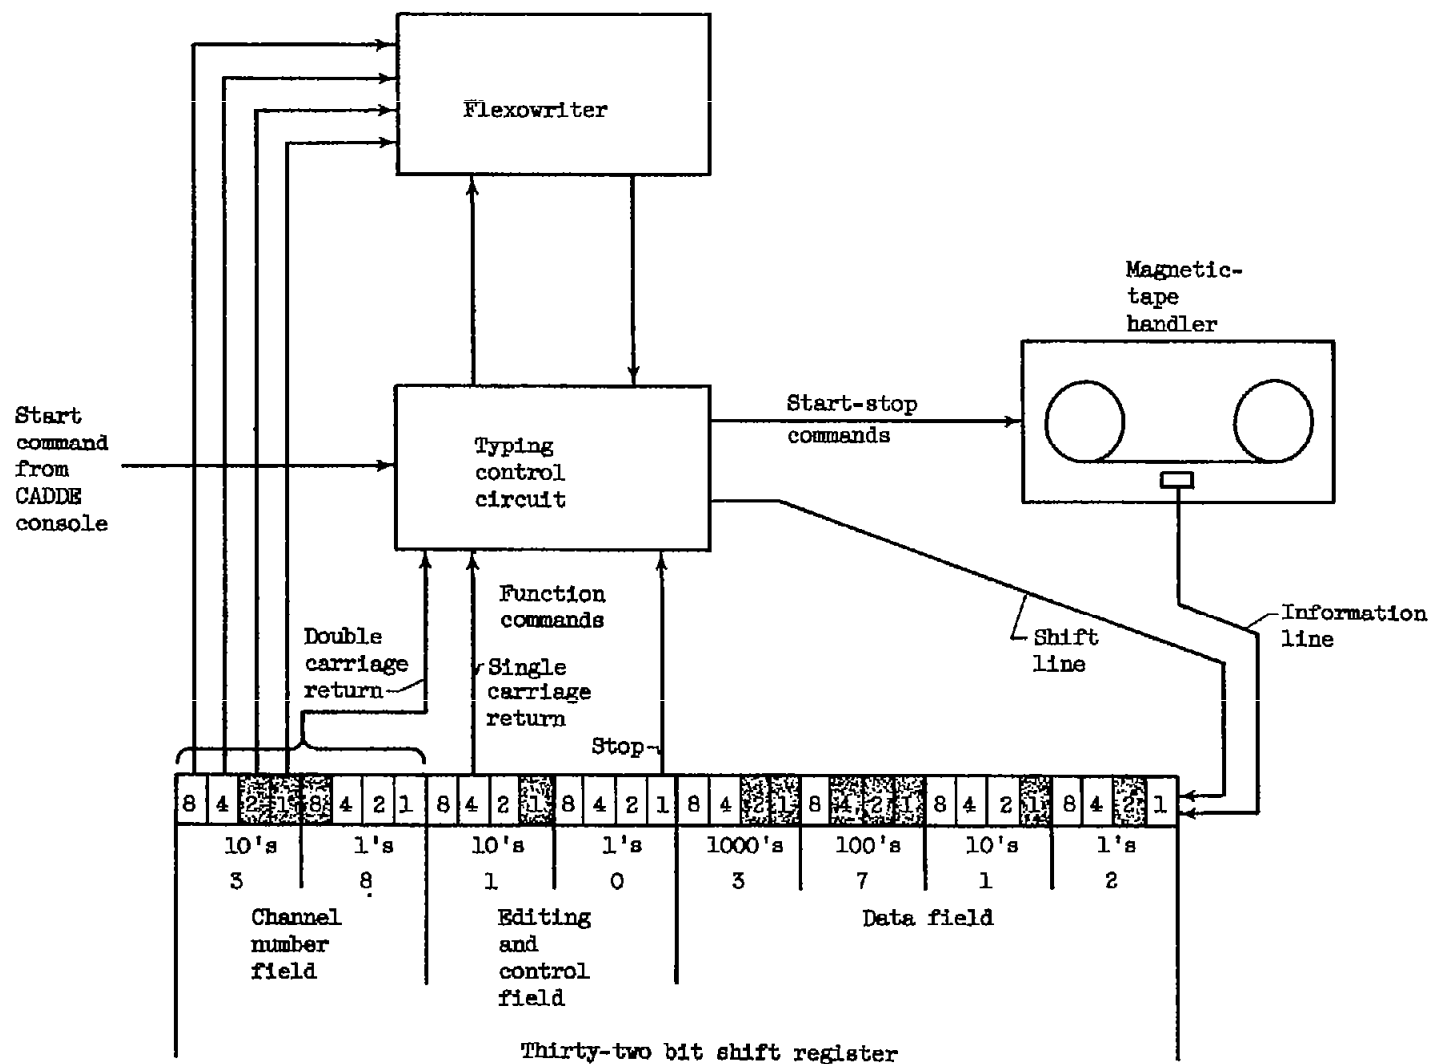 Flexowriter
Magnetic-
tape
handler
Start
command
from
CADDE
console
Start-stop
commands
Typing
control
circuit
Function
commands
Double
carriage
return
Single
carriage
return
Stop
Shift
line
Information
line
8 4 2 1 8 4 2 1 8 4 2 1 8 4 2 1 8 4 2 1 8 4 2 1 8 4 2 1 8 4 2 1
10's 1's 10's 1's 1000's 100's 10's 1's
3 8 1 0 3 7 1 2
Channel
number
field
Editing
and
control
field
Data field
Thirty-two bit shift register